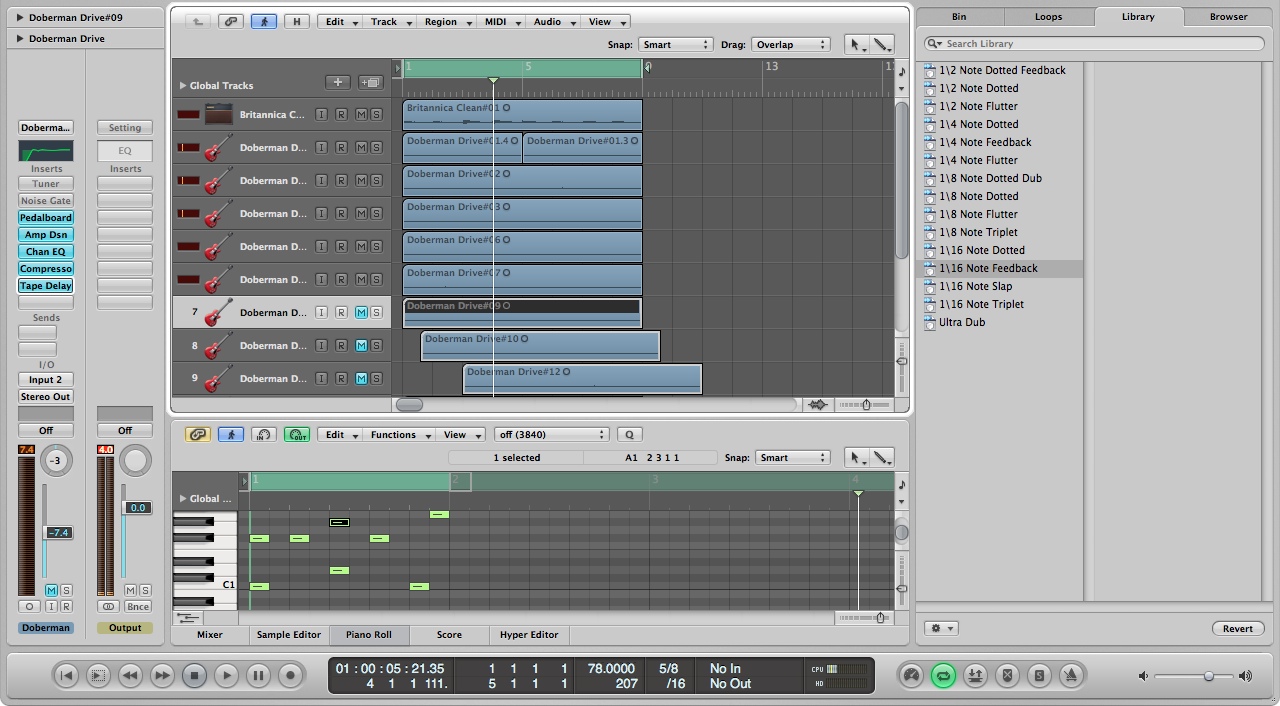 Doberman Drive#09
Doberman Drive
Doberma...
Setting
EQ
Inserts
Inserts
Tuner
Noise Gate
Pedalboard
Amp Dsn
Chan EQ
Compresso
Tape Delay
Sends
I/O
Input 2
Stereo Out
Off
Off
7.4
4.0
-3
0.0
-7.4
M S
M S
O I R
Bnce
Doberman
Output
H
Edit
Track
Region
MIDI
Audio
View
Snap: Smart
Drag: Overlap
Global Tracks
1
5
9
13
17
Britannica C... I R M S
Britannica Clean#01
Doberman D... I R M S
Doberman Drive#01.4
Doberman Drive#01.3
Doberman D... I R M S
Doberman Drive#02
Doberman D... I R M S
Doberman Drive#03
Doberman D... I R M S
Doberman Drive#06
Doberman D... I R M S
Doberman Drive#07
7 Doberman D... I R M S
Doberman Drive#09
8 Doberman D... I R M S
Doberman Drive#10
9 Doberman D... I R M S
Doberman Drive#12
IN
OUT
Edit
Functions
View
off (3840)
Q
1 selected
A1 2 3 1 1
Snap: Smart
Global ...
1
2
3
4
C1
Mixer
Sample Editor
Piano Roll
Score
Hyper Editor
Bin
Loops
Library
Browser
Search Library
1\2 Note Dotted Feedback
1\2 Note Dotted
1\2 Note Flutter
1\4 Note Dotted
1\4 Note Feedback
1\4 Note Flutter
1\8 Note Dotted Dub
1\8 Note Dotted
1\8 Note Flutter
1\8 Note Triplet
1\16 Note Dotted
1\16 Note Feedback
1\16 Note Slap
1\16 Note Triplet
Ultra Dub
Revert
01 : 00 : 05 : 21.35
4 1 1 111.
1 1 1 1
5 1 1 1
78.0000
207
5/8
/16
No In
No Out
CPU
HD
S